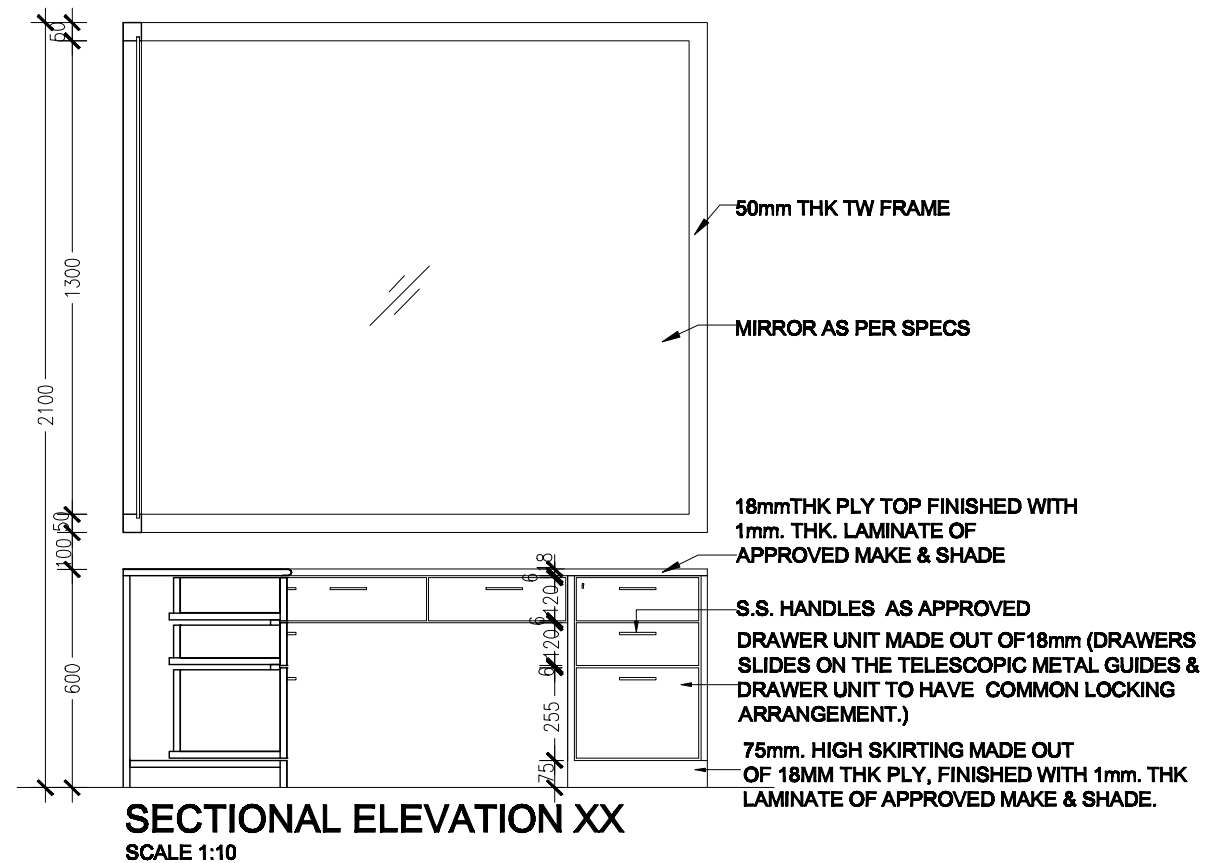 50
1300
2100
50
100
600
50mm THK TW FRAME
MIRROR AS PER SPECS
18mmTHK PLY TOP FINISHED WITH
1mm. THK. LAMINATE OF
APPROVED MAKE & SHADE
S.S. HANDLES AS APPROVED
DRAWER UNIT MADE OUT OF18mm (DRAWERS
SLIDES ON THE TELESCOPIC METAL GUIDES &
DRAWER UNIT TO HAVE COMMON LOCKING
ARRANGEMENT.)
75mm. HIGH SKIRTING MADE OUT
OF 18MM THK PLY, FINISHED WITH 1mm. THK
LAMINATE OF APPROVED MAKE & SHADE.
18
6
120
6
120
6
255
75
SECTIONAL ELEVATION XX
SCALE 1:10